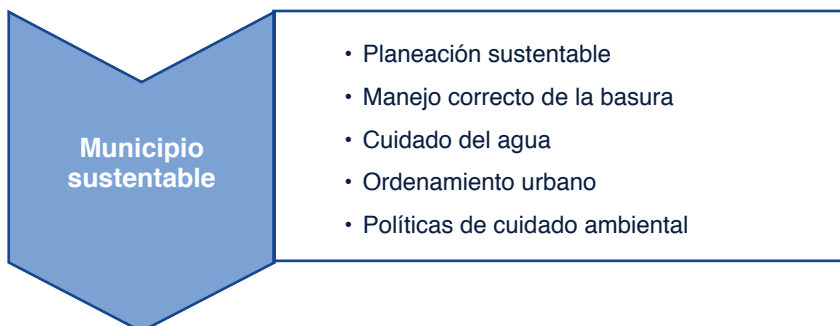 Municipio
sustentable
• Planeación sustentable
• Manejo correcto de la basura
• Cuidado del agua
• Ordenamiento urbano
• Políticas de cuidado ambiental